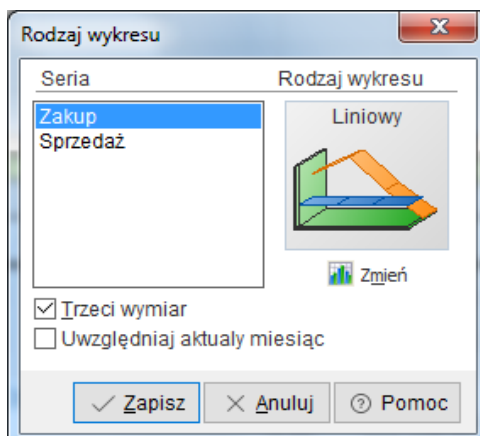 Rodzaj wykresu
Seria Rodzaj wykresu
Zakup
Sprzedaż
Liniowy
Zmień
Trzeci wymiar
Uwzględniaj aktualy miesiąc
Zapisz Anuluj Pomoc